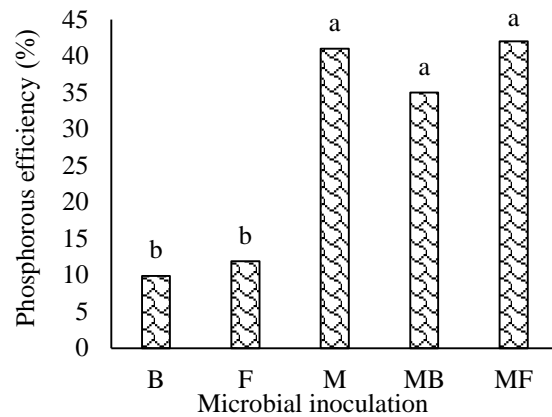 Phosphorous efficiency (%)
45
40
35
30
25
20
15
10
5
0
b
b
a
a
a
B F M MB MF
Microbial inoculation